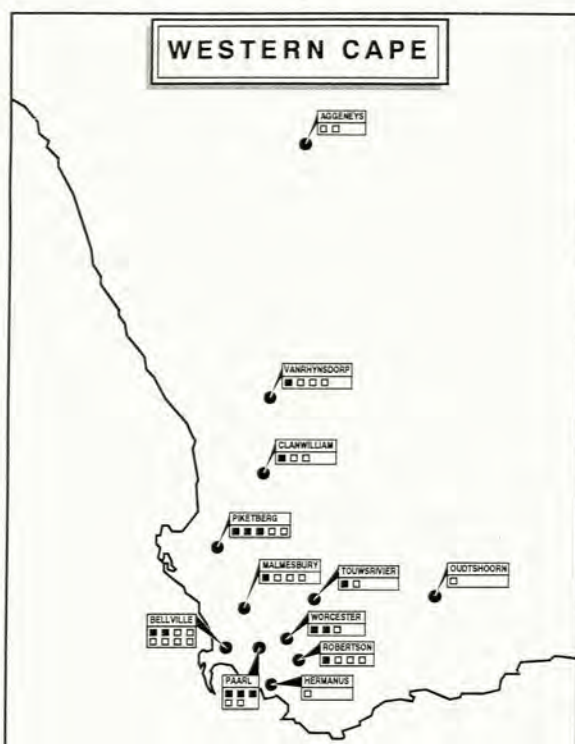 WESTERN CAPE
AGGENEYS
VANRHYNSDORP
CLANWILLIAM
PIKETBERG
MALMESBURY
TOUWSRIVIER
OUDTSHOORN
BELLVILLE
WORCESTER
ROBERTSON
PAARL
HERMANUS